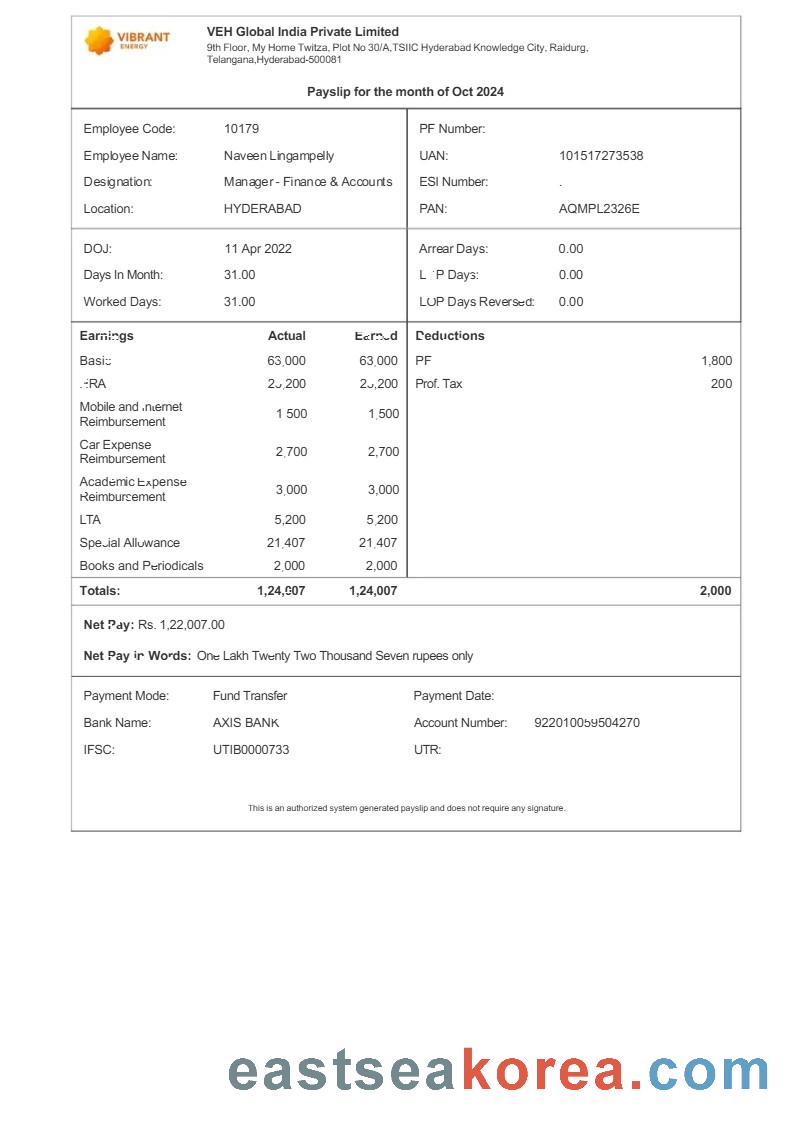 VIBRANT
ENERGY
VEH Global India Private Limited
9th Floor, My Home Twitza, Plot No 30/A,TSIIC Hyderabad Knowledge City, Raidurg,
Telangana,Hyderabad-500081
Payslip for the month of Oct 2024
Employee Code: 10179 PF Number:
Employee Name: Naveen Lingampelly UAN: 101517273538
Designation: Manager - Finance & Accounts ESI Number: .
Location: HYDERABAD PAN: AQMPL2326E
DOJ: 11 Apr 2022 Arrear Days: 0.00
Days In Month: 31.00 Days: 0.00
Worked Days: 31.00 LOP Days Reversed: 0.00
Earnings Actual Earned Deductions
Basic 63,000 63,000 PF 1,800
Prof. Tax 200
Mobile and Internet 1 500 1,500
Reimbursement
Car Expense 2,700 2,700
Reimbursement
Academic Expense 3,000 3,000
Reimbursement
LTA 5,200 5,200
Special Allowance 21,407 21,407
Books and Periodicals 2,000 2,000
Totals: 1,24,007 1,24,007 2,000
Net Pay: Rs. 1,22,007.00
Net Pay in Words: One Lakh Twenty Two Thousand Seven rupees only
Payment Mode: Fund Transfer Payment Date:
Bank Name: AXIS BANK Account Number: 922010059504270
IFSC: UTIB0000733 UTR:
This is an authorized system generated payslip and does not require any signature.
eastseakorea.com